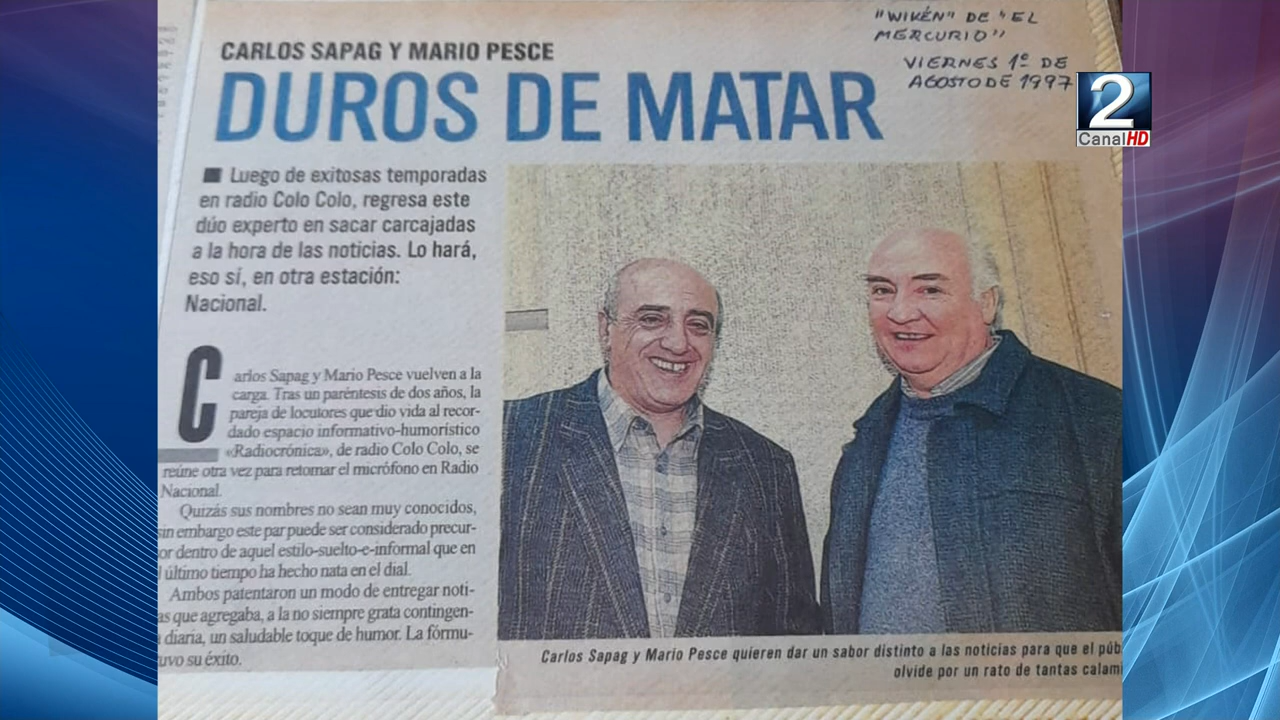 "WIKÉN" DE "EL
MERCURIO"
VIERNES 1º DE
AGOSTO DE 1997
2
Canal HD
CARLOS SAPAG Y MARIO PESCE
DUROS DE MATAR
Luego de exitosas temporadas
en radio Colo Colo, regresa este
dúo experto en sacar carcajadas
a la hora de las noticias. Lo hará,
eso sí, en otra estación:
Nacional.
Carlos Sapag y Mario Pesce vuelven a la
carga. Tras un paréntesis de dos años, la
pareja de locutores que dio vida al recor-
dado espacio informativo-humorístico
«Radiocrónica», de radio Colo Colo, se
reúne otra vez para retomar el micrófono en Radio
Nacional.
Quizás sus nombres no sean muy conocidos,
sin embargo este par puede ser considerado precur-
or dentro de aquel estilo-suelto-e-informal que en
l último tiempo ha hecho nata en el dial.
Ambos patentaron un modo de entregar noti-
as que agregaba, a la no siempre grata contingen-
diaria, un saludable toque de humor. La fórmu-
uvo su éxito.
Carlos Sapag y Mario Pesce quieren dar un sabor distinto a las noticias para que el púb
olvide por un rato de tantas calami